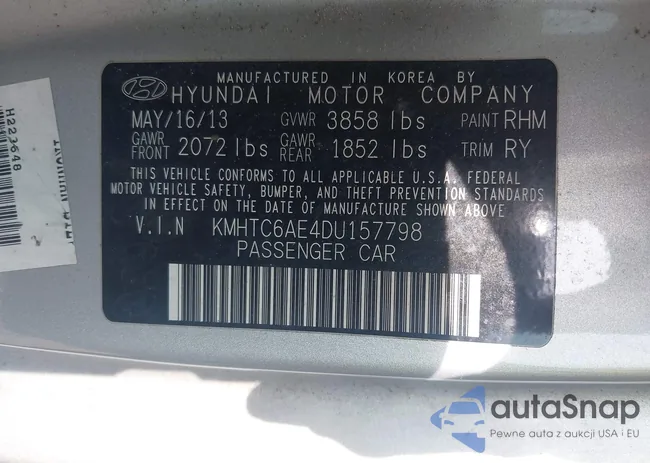 MANUFACTURED IN KOREA BY
HYUNDAI MOTOR COMPANY
MAY/16/13 GVWR 3858 lbs PAINT RHM
GAWR FRONT 2072 lbs GAWR REAR 1852 lbs TRIM RY
THIS VEHICLE CONFORMS TO ALL APPLICABLE U.S.A. FEDERAL
MOTOR VEHICLE SAFETY, BUMPER, AND THEFT PREVENTION STANDARDS
IN EFFECT ON THE DATE OF MANUFACTURE SHOWN ABOVE
V.I.N KMHTC6AE4DU157798
PASSENGER CAR
H223648
autaSnap
Pewne auta z aukcji USA i EU